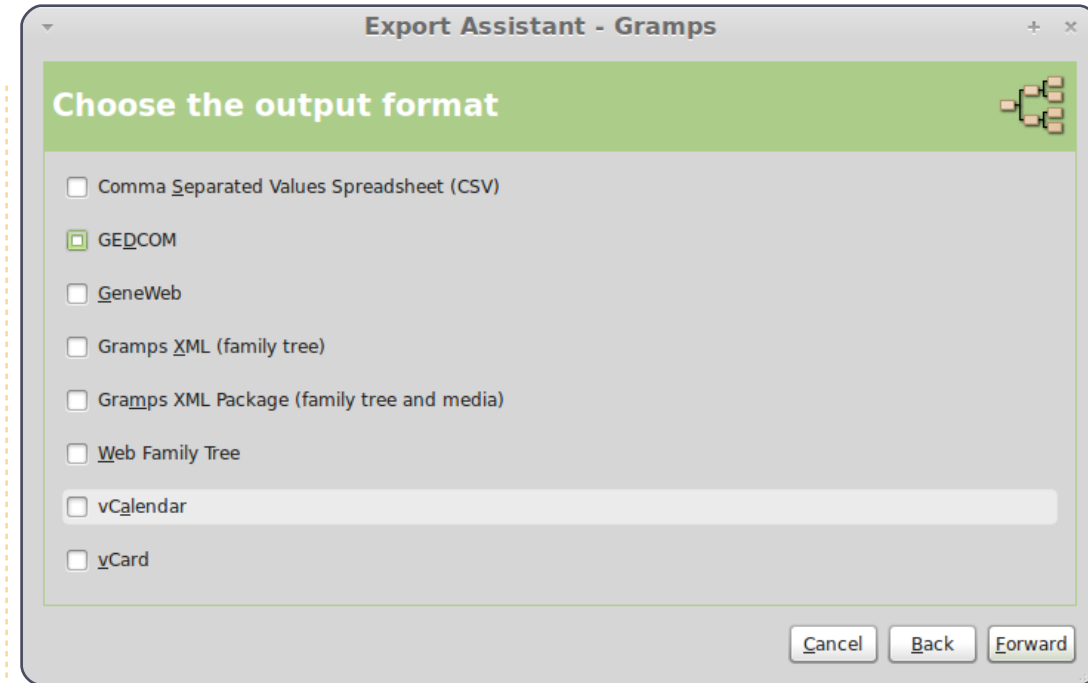 Export Assistant - Gramps
Choose the output format
Comma Separated Values Spreadsheet (CSV)
GEDCOM
GeneWeb
Gramps XML (family tree)
Gramps XML Package (family tree and media)
Web Family Tree
vCalendar
vCard
Cancel Back Forward